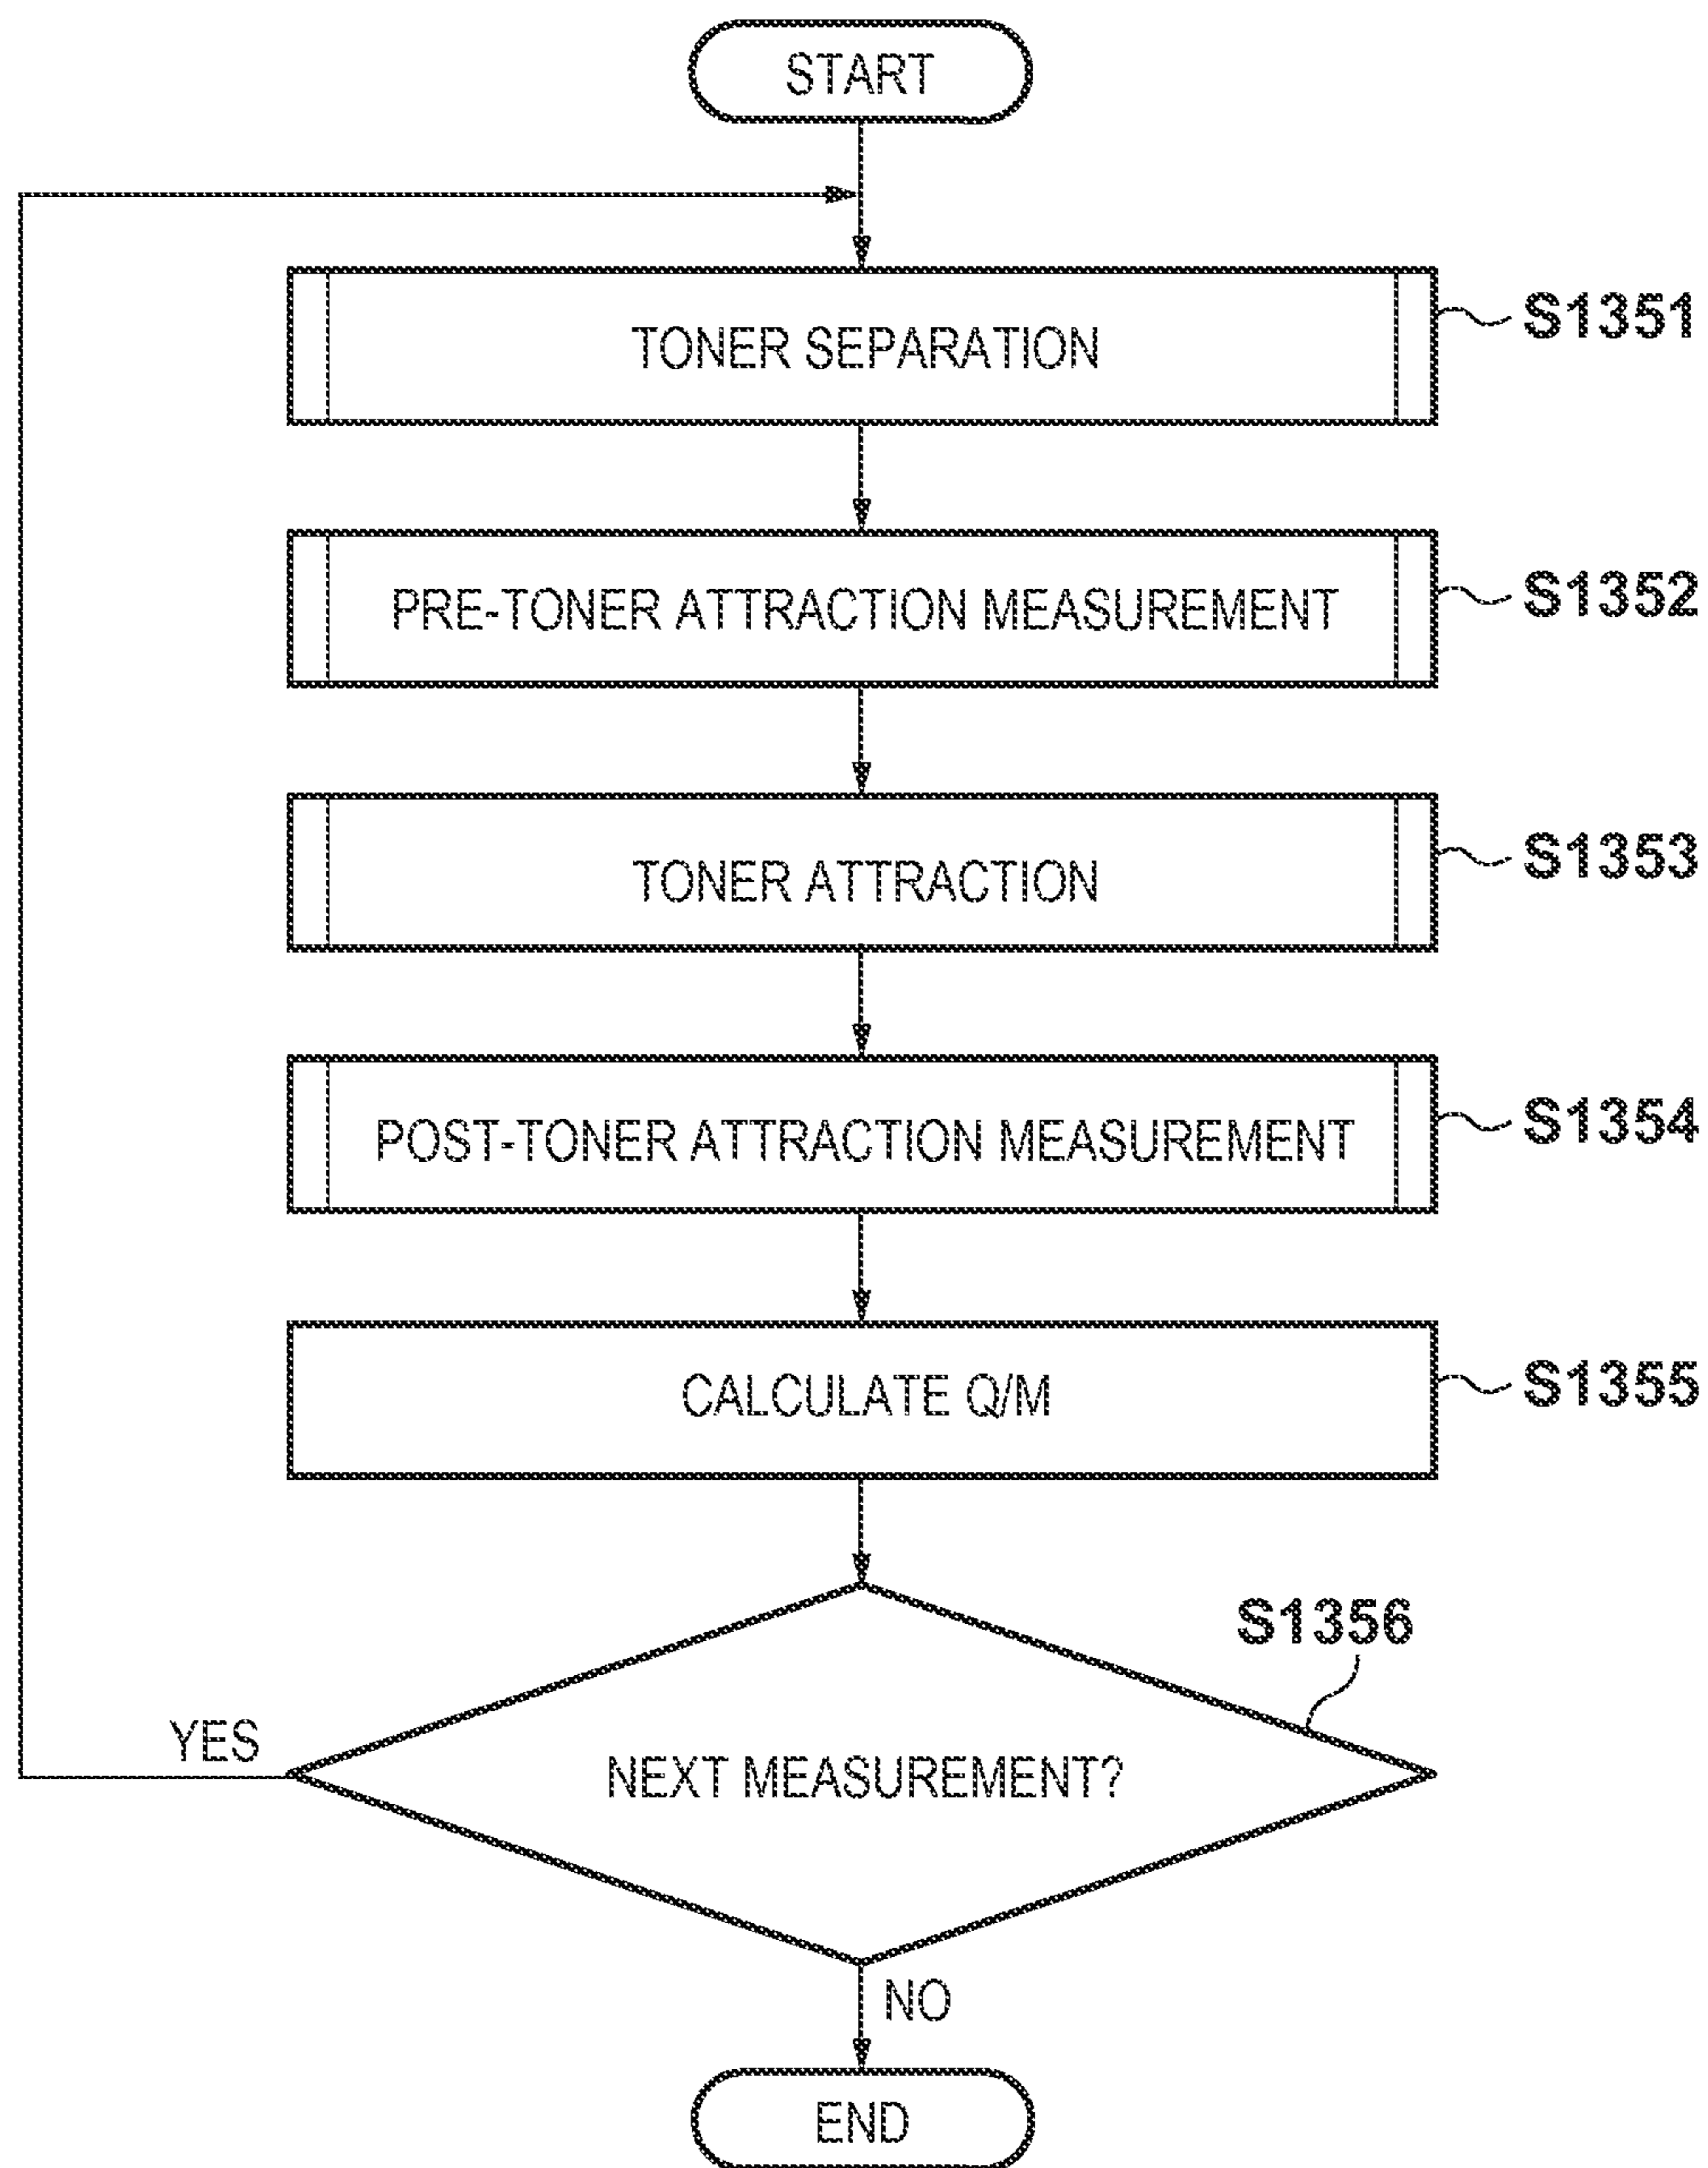 START
TONER SEPARATION
S1351
PRE-TONER ATTRACTION MEASUREMENT
S1352
TONER ATTRACTION
S1353
POST-TONER ATTRACTION MEASUREMENT
S1354
CALCULATE Q/M
S1355
S1356
YES
NEXT MEASUREMENT?
NO
END